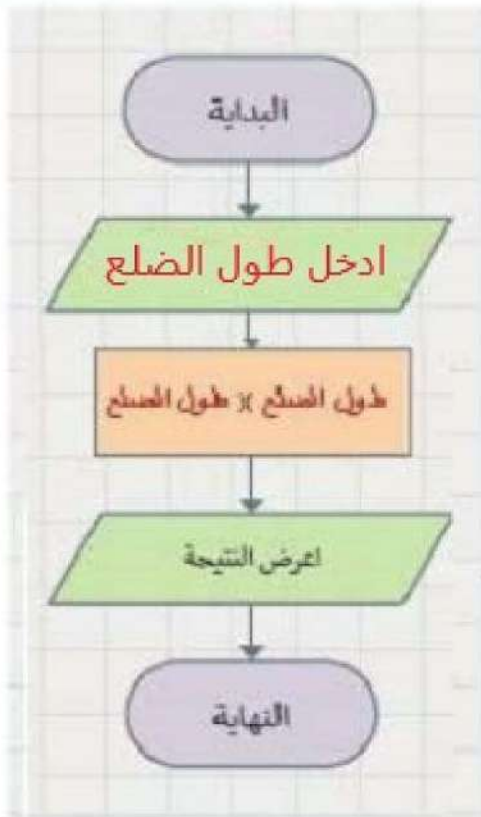 البداية
ادخل طول الضلع
طول الضلع × طول الضلع
اعرض النتيجة
النهاية